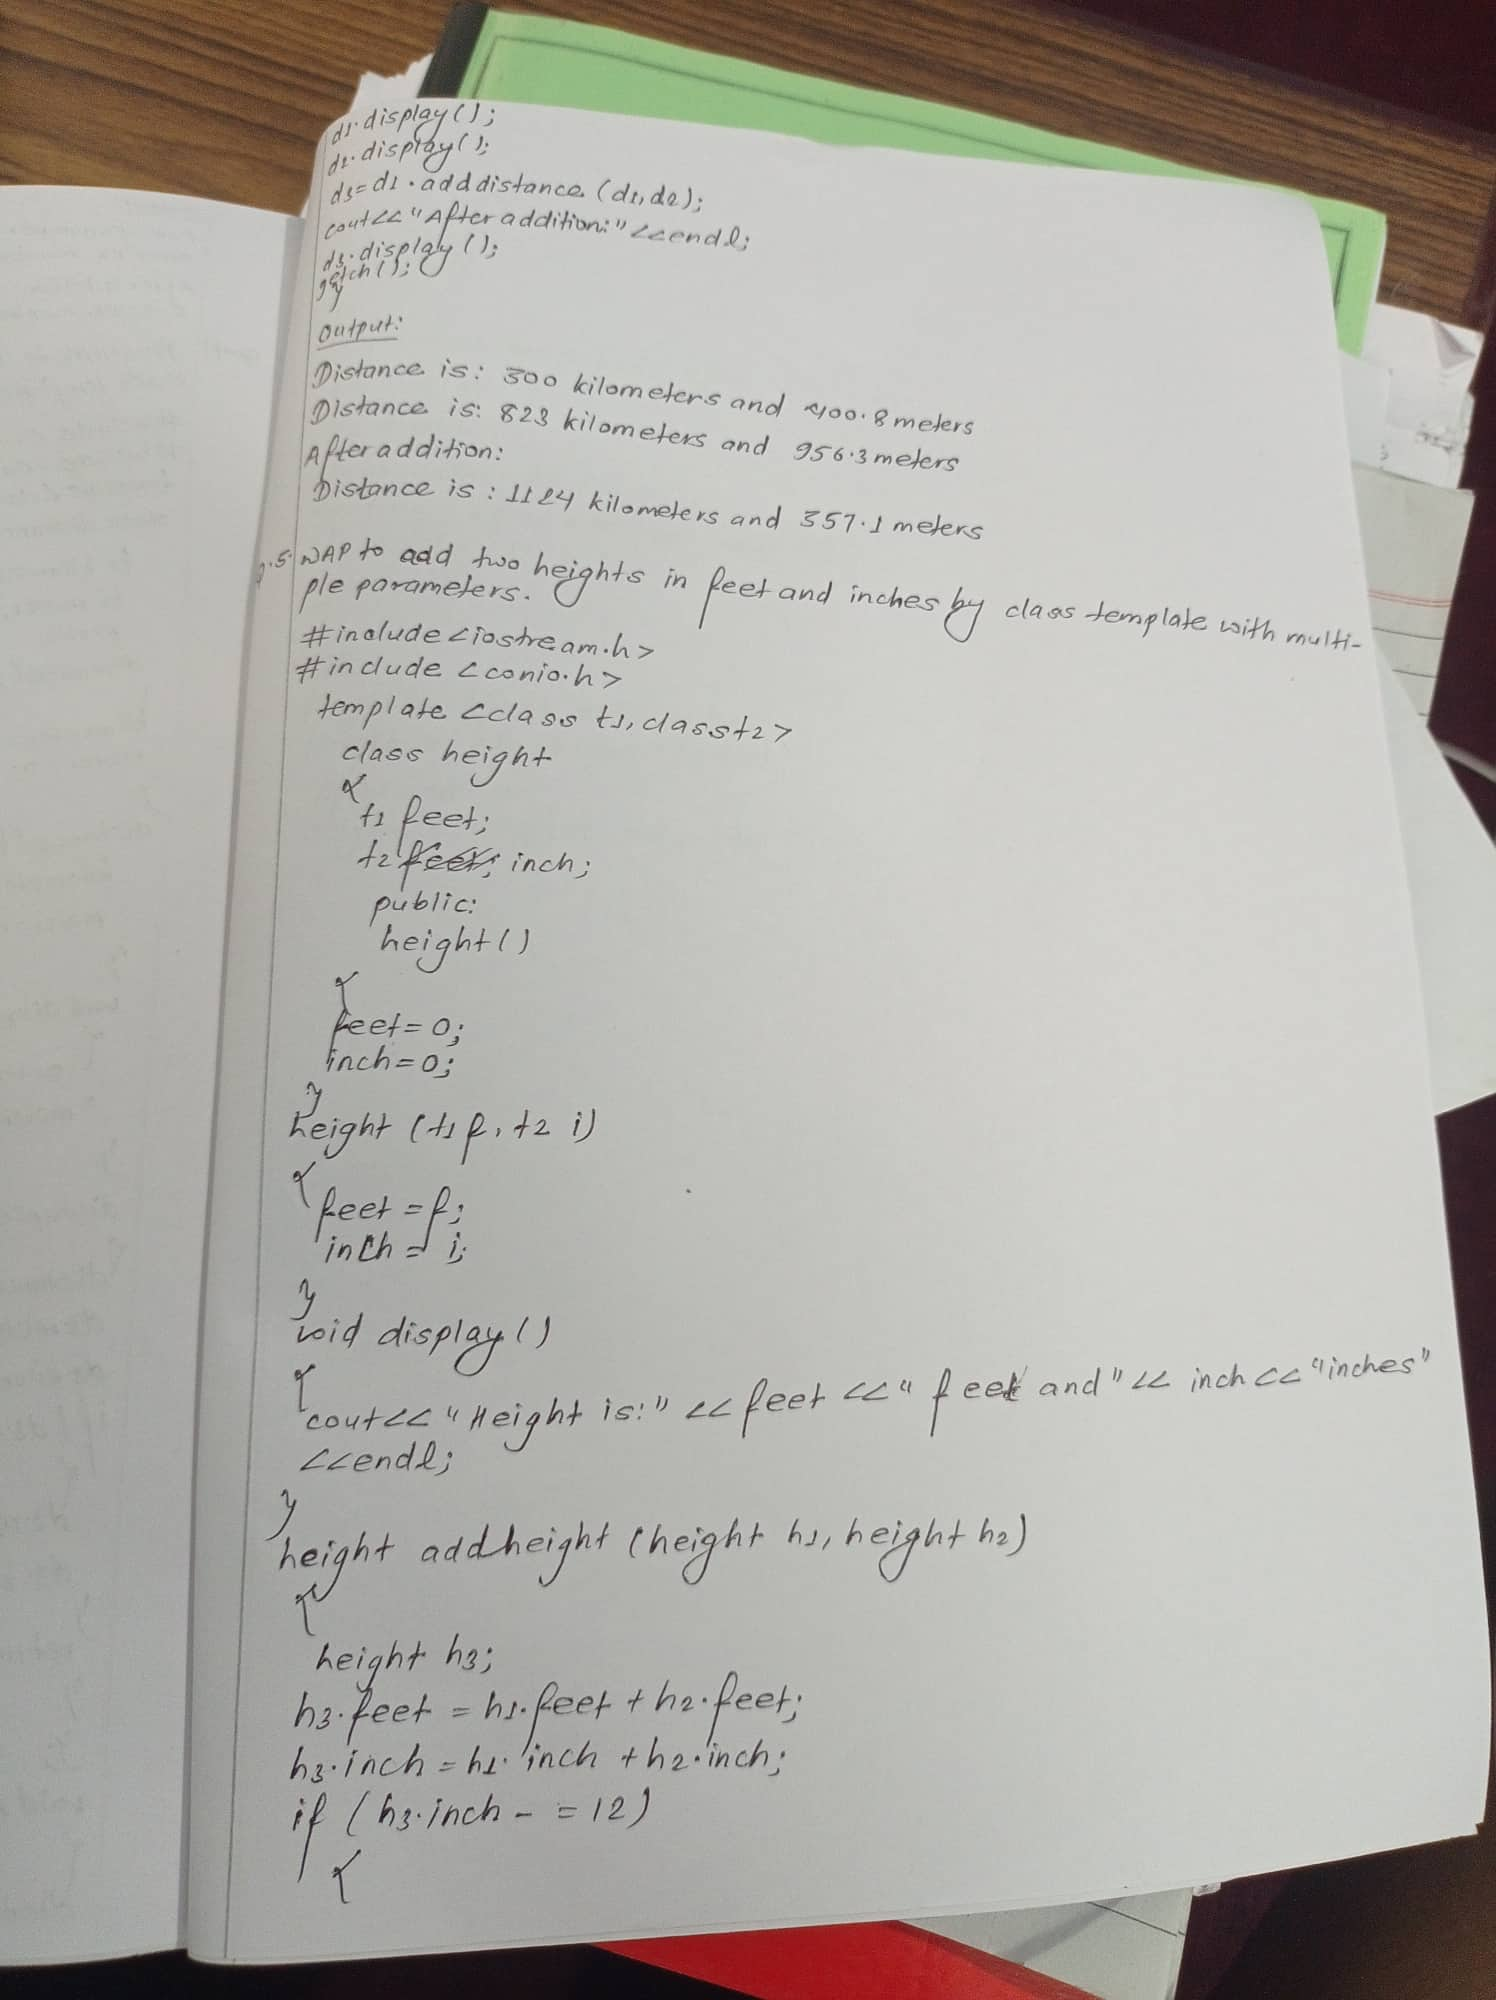 d1.display();
d2.display();
d3=d1.adddistance(d1,d2);
cout<<"After addition:"<<endl;
d3.display();
getch();
}
Output:
Distance is: 300 kilometers and 400.8 meters
Distance is: 823 kilometers and 956.3 meters
After addition:
Distance is: 1124 kilometers and 357.1 meters
5. WAP to add two heights in feet and inches by class template with multi-
ple parameters.
#include<iostream.h>
#include<conio.h>
template<class t1,class t2>
class height
{
t1 feet;
t2 inch;
public:
height()
{
feet=0;
inch=0;
}
height(t1 f, t2 i)
{
feet=f;
inch=i;
}
void display()
{
cout<<"Height is:"<<feet<<"feet and"<<inch<<"inches"
<<endl;
}
height addheight(height h1, height h2)
{
height h3;
h3.feet=h1.feet+h2.feet;
h3.inch=h1.inch+h2.inch;
if(h3.inch-=12)
{